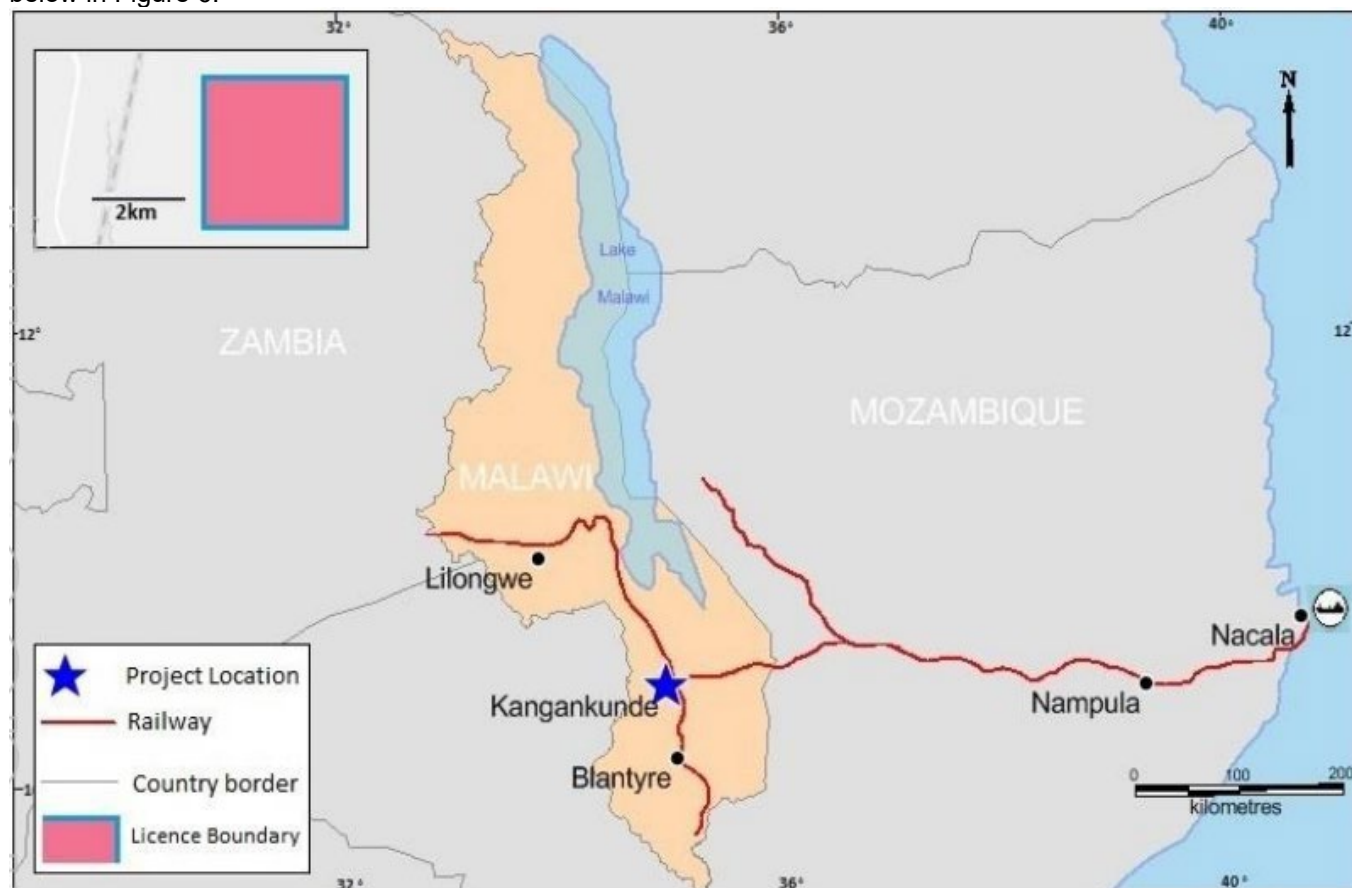 below in Figure
32°
36°
40°
N
2km
Lake
Malawi
12°
ZAMBIA
12°
MOZAMBIQUE
MALAWI
Lilongwe
Nacala
Project Location
Kangankunde
Nampula
Railway
Blantyre
Country border
0 100 200
kilometres
Licence Boundary
32°
36°
40°